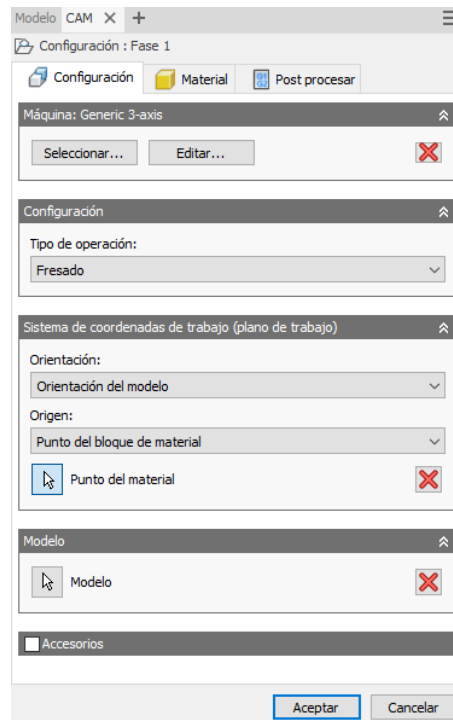 Modelo CAM
Configuración : Fase 1
Configuración Material Post procesar
Máquina: Generic 3-axis
Seleccionar... Editar...
Configuración
Tipo de operación:
Fresado
Sistema de coordenadas de trabajo (plano de trabajo)
Orientación:
Orientación del modelo
Origen:
Punto del bloque de material
Punto del material
Modelo
Modelo
Accesorios
Aceptar Cancelar